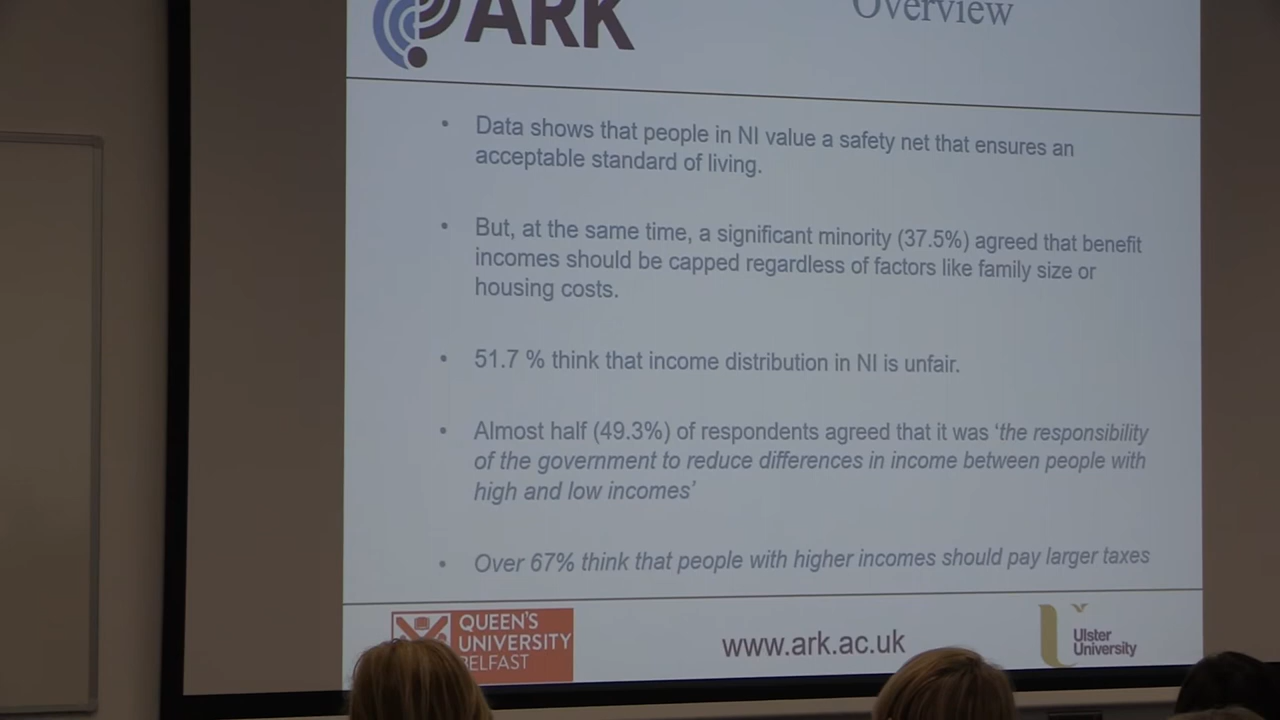 ARK
Overview
• Data shows that people in NI value a safety net that ensures an
acceptable standard of living.
• But, at the same time, a significant minority (37.5%) agreed that benefit
incomes should be capped regardless of factors like family size or
housing costs.
• 51.7 % think that income distribution in NI is unfair.
• Almost half (49.3%) of respondents agreed that it was ‘the responsibility
of the government to reduce differences in income between people with
high and low incomes’
• Over 67% think that people with higher incomes should pay larger taxes
QUEEN'S
UNIVERSITY
BELFAST
www.ark.ac.uk
Ulster
University